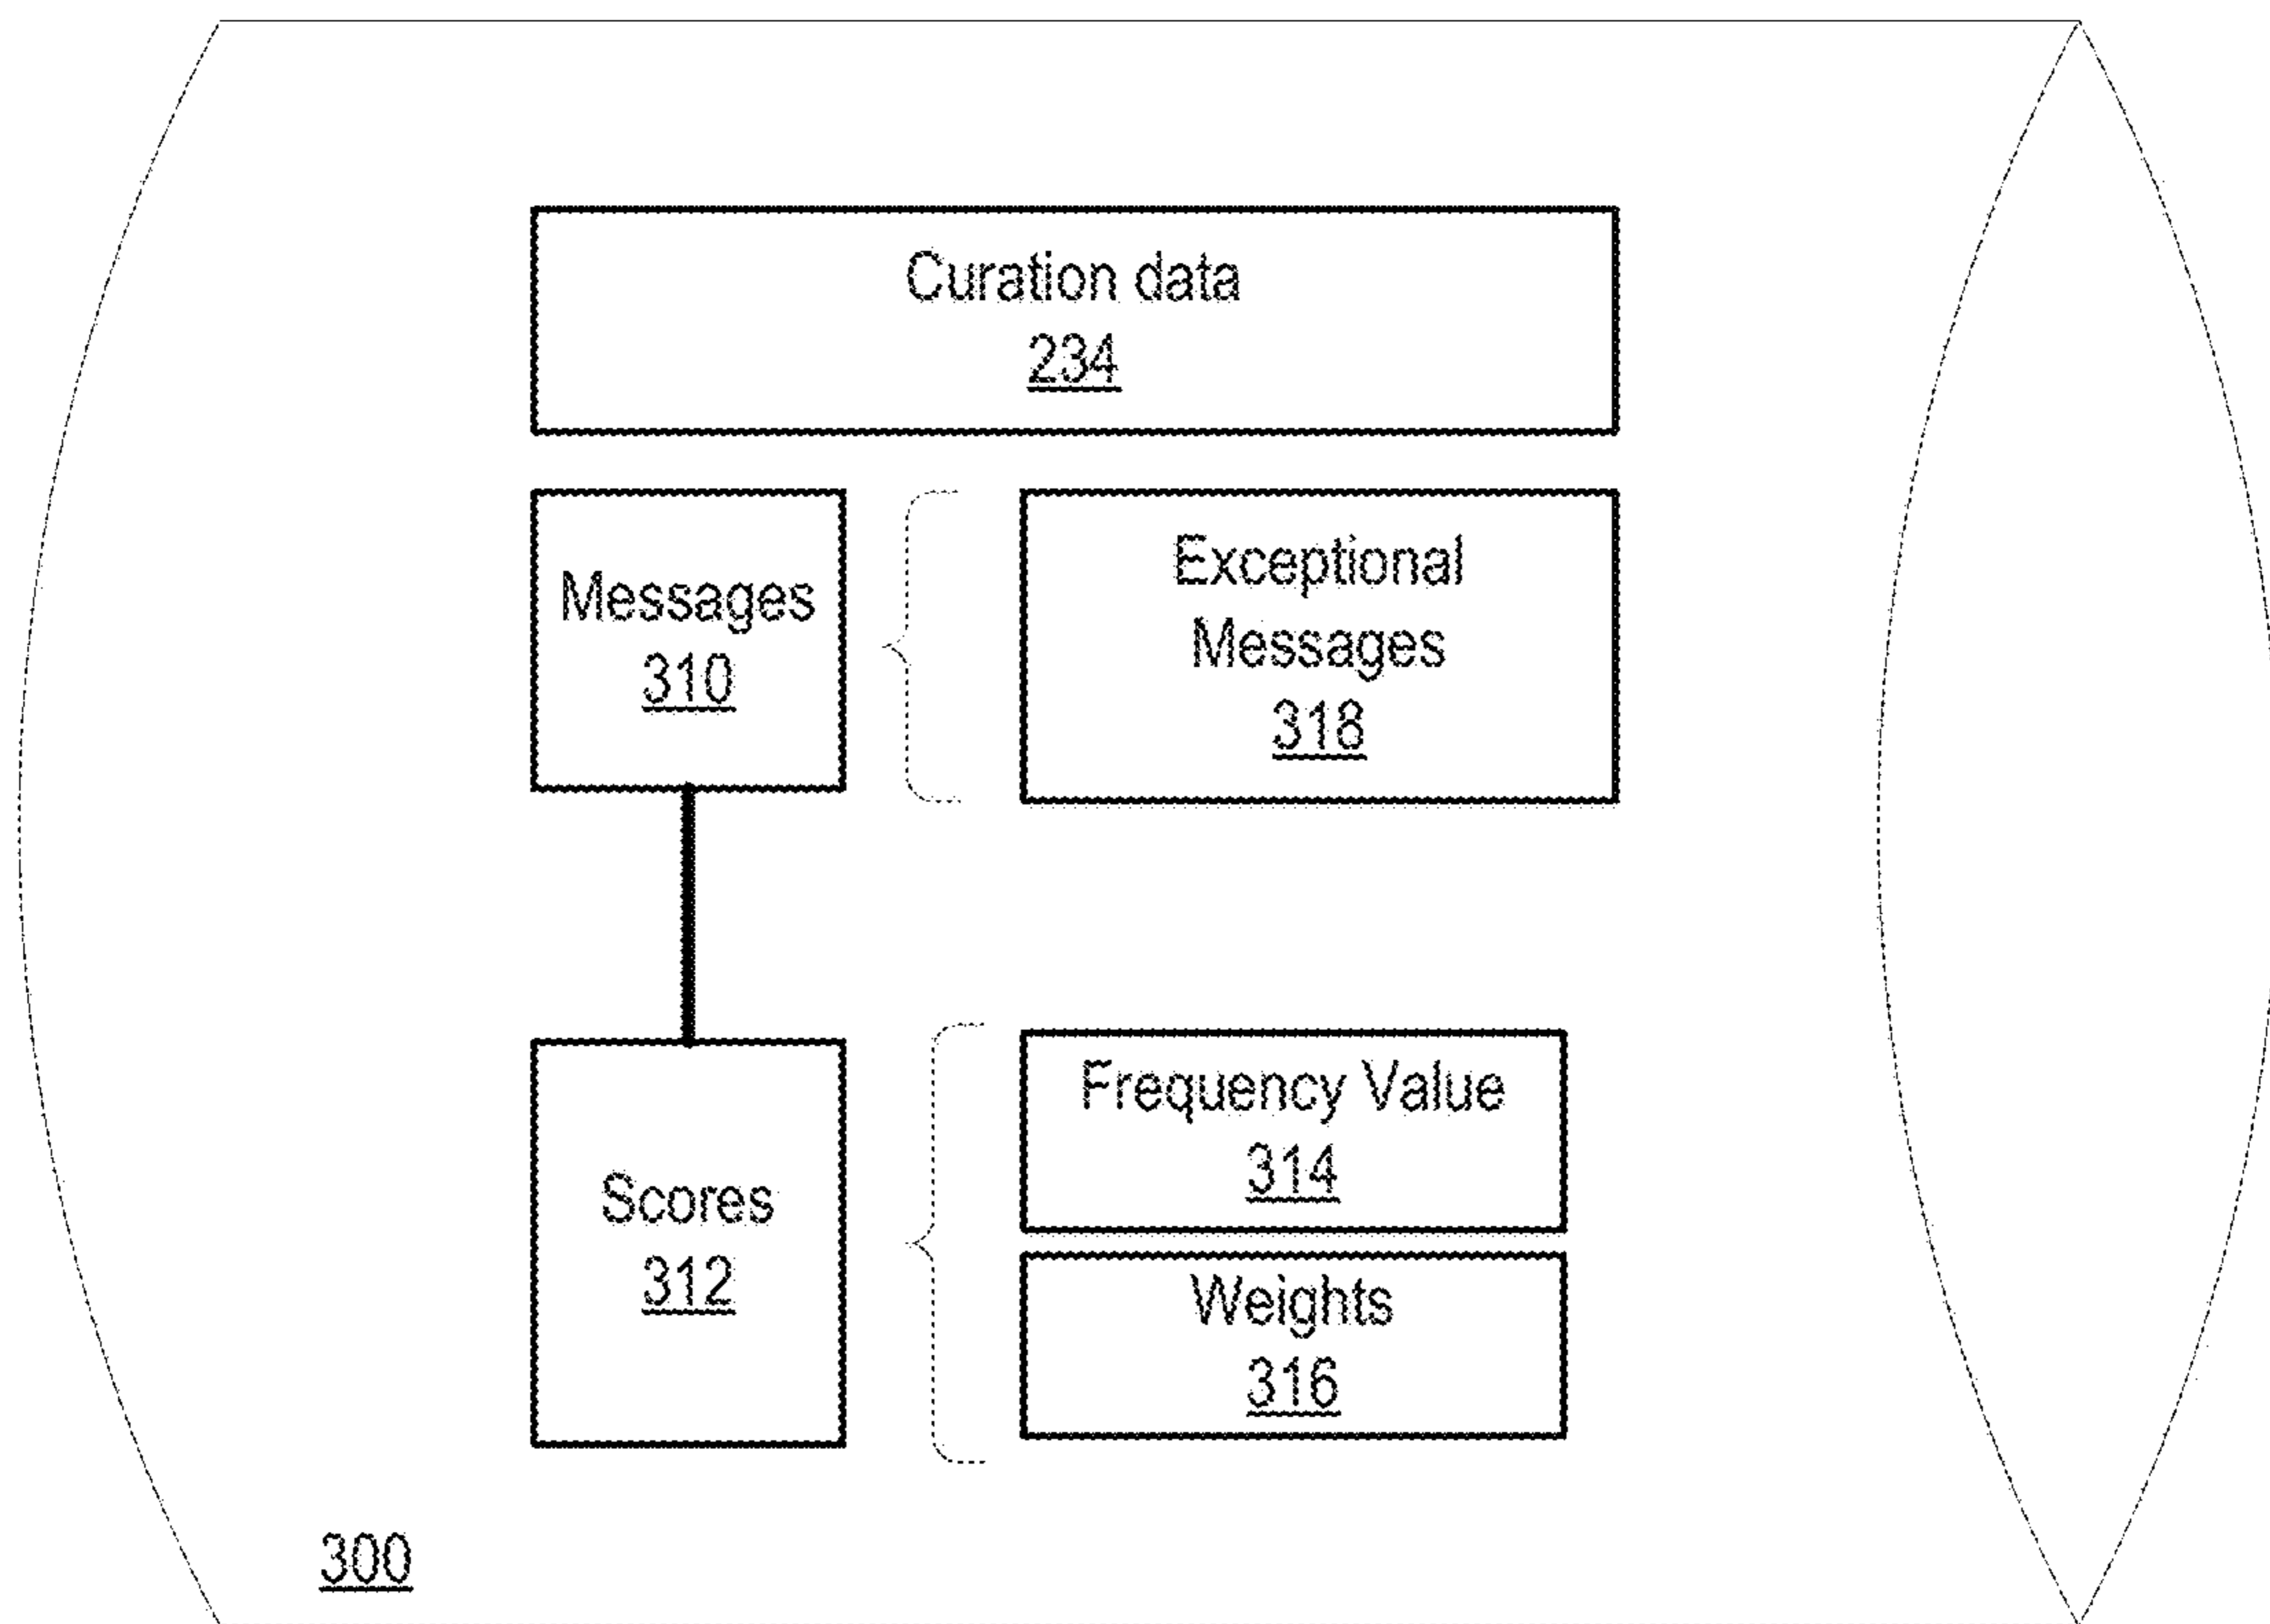 Curation data
234
Messages
310
Exceptional
Messages
318
Scores
312
Frequency Value
314
Weights
316
300